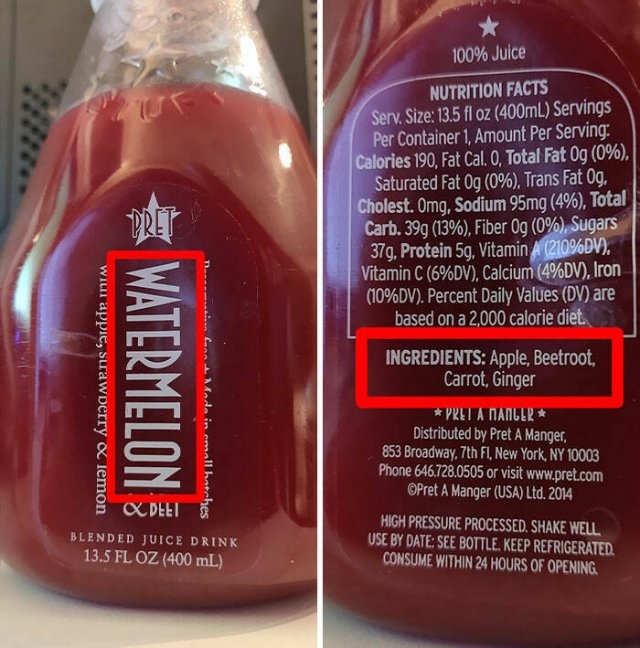 PRET
WATERMELON
& BEET
with apple, strawberry & lemon
Made in small batches
BLENDED JUICE DRINK
13.5 FL OZ (400 mL)
100% Juice
NUTRITION FACTS
Serv. Size: 13.5 fl oz (400mL) Servings
Per Container 1, Amount Per Serving:
Calories 190, Fat Cal. 0, Total Fat 0g (0%),
Saturated Fat 0g (0%), Trans Fat 0g,
Cholest. 0mg, Sodium 95mg (4%), Total
Carb. 39g (13%), Fiber 0g (0%), Sugars
37g, Protein 5g, Vitamin A (210%DV),
Vitamin C (6%DV), Calcium (4%DV), Iron
(10%DV). Percent Daily Values (DV) are
based on a 2,000 calorie diet.
INGREDIENTS: Apple, Beetroot,
Carrot, Ginger
★ PRET A MANGER ★
Distributed by Pret A Manger,
853 Broadway, 7th Fl, New York, NY 10003
Phone 646.728.0505 or visit www.pret.com
©Pret A Manger (USA) Ltd. 2014
HIGH PRESSURE PROCESSED. SHAKE WELL.
USE BY DATE: SEE BOTTLE. KEEP REFRIGERATED.
CONSUME WITHIN 24 HOURS OF OPENING.